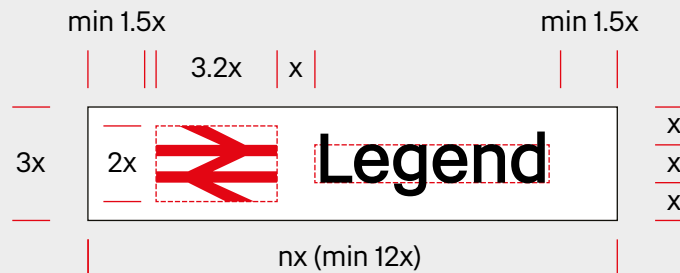 min 1.5x min 1.5x
3.2x x
3x 2x Legend x
x
x
nx (min 12x)